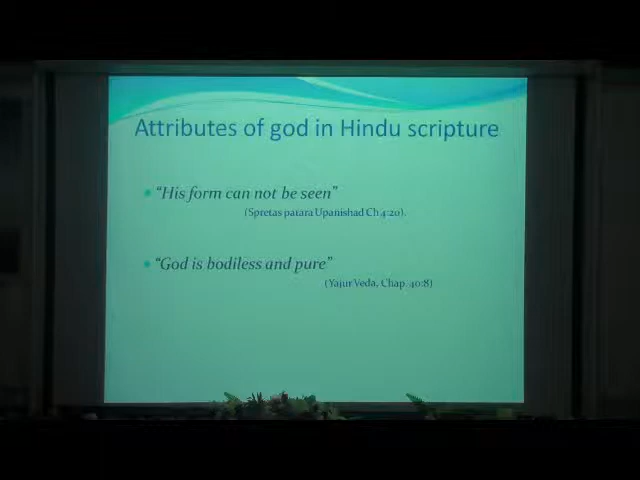 Attributes of god in Hindu scripture
“His form can not be seen”
(Spretas patara Upanishad Ch 4:20).
“God is bodiless and pure”
(Yajur Veda, Chap. 40:8)